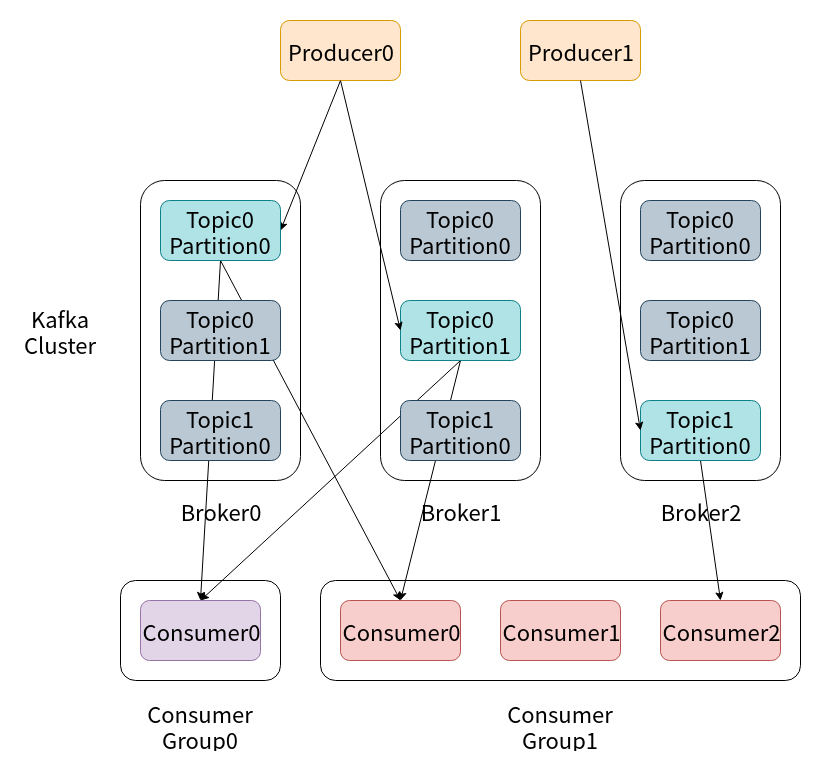 Producer0
Producer1
Topic0
Partition0
Topic0
Partition0
Topic0
Partition0
Kafka
Cluster
Topic0
Partition1
Topic0
Partition1
Topic0
Partition1
Topic1
Partition0
Topic1
Partition0
Topic1
Partition0
Broker0
Broker1
Broker2
Consumer0
Consumer0
Consumer1
Consumer2
Consumer
Group0
Consumer
Group1